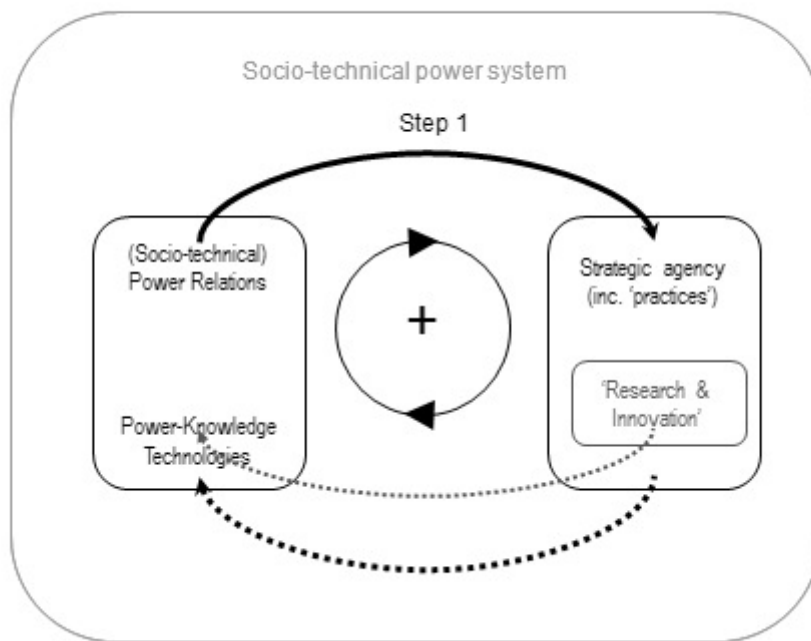 Socio-technical power system
Step 1
(Socio-technical)
Power Relations
Power-Knowledge
Technologies
+
Strategic agency
(inc. 'practices')
'Research &
Innovation'